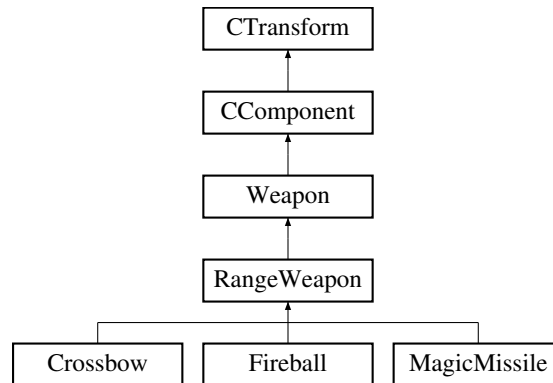 CTransform
CComponent
Weapon
RangeWeapon
Crossbow Fireball MagicMissile